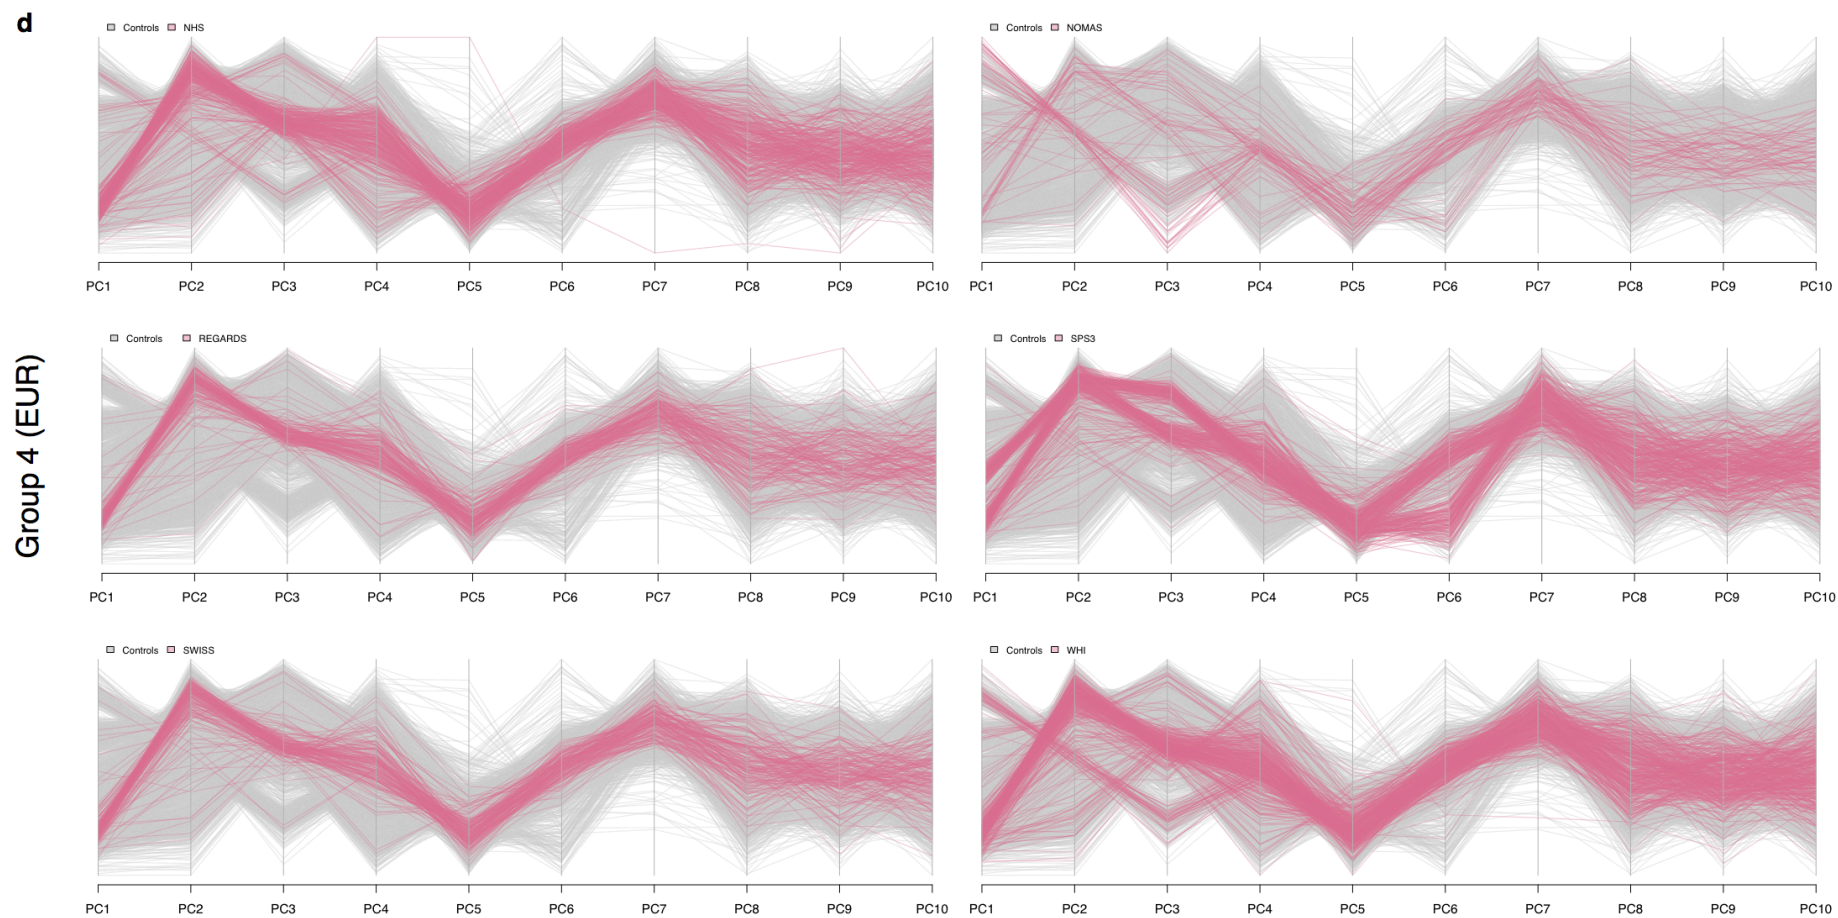 d
Controls NHS
PC1 PC2 PC3 PC4 PC5 PC6 PC7 PC8 PC9 PC10
Controls NOMAS
PC1 PC2 PC3 PC4 PC5 PC6 PC7 PC8 PC9 PC10
Group 4 (EUR)
Controls REGARDS
PC1 PC2 PC3 PC4 PC5 PC6 PC7 PC8 PC9 PC10
Controls SPS3
PC1 PC2 PC3 PC4 PC5 PC6 PC7 PC8 PC9 PC10
Controls SWISS
PC1 PC2 PC3 PC4 PC5 PC6 PC7 PC8 PC9 PC10
Controls WHI
PC1 PC2 PC3 PC4 PC5 PC6 PC7 PC8 PC9 PC10